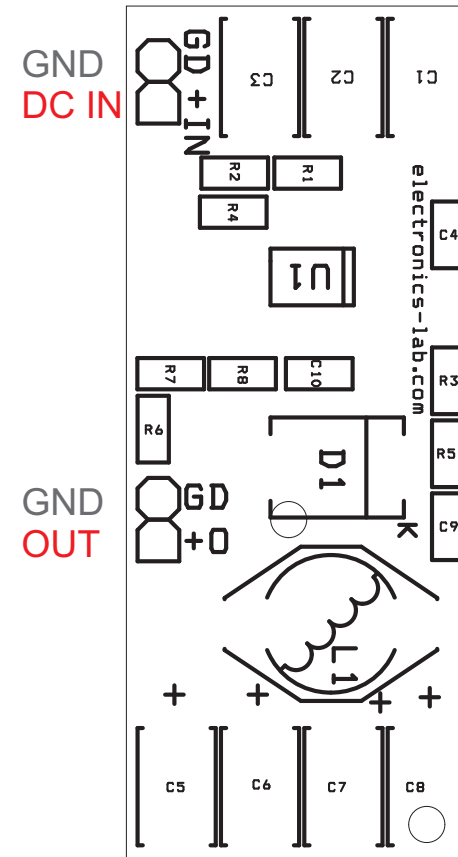 GND
DC IN
GD
+IN
C3
C2
C1
R2
R1
R4
electronics-lab.com
C4
U1
R7
R8
C10
R3
R6
D1
R5
K
C9
GND
OUT
GD
+O
L1
+
+
+
+
C5
C6
C7
C8